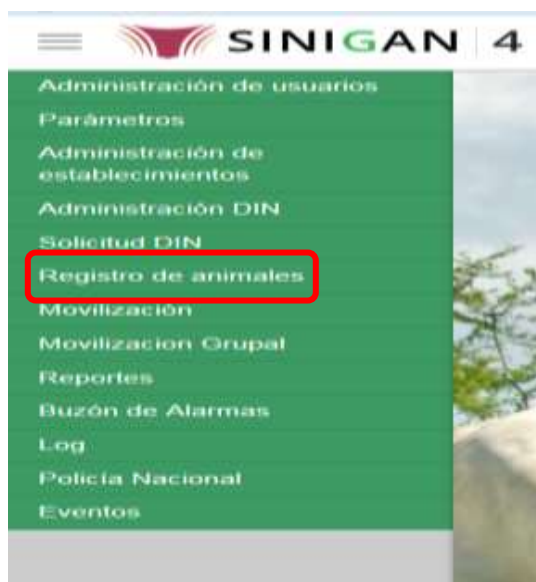 SINIGAN | 4
Administración de usuarios
Parámetros
Administración de
establecimientos
Administración DIN
Solicitud DIN
Registro de animales
Movilización
Movilizacion Grupal
Reportes
Buzón de Alarmas
Log
Policía Nacional
Eventos